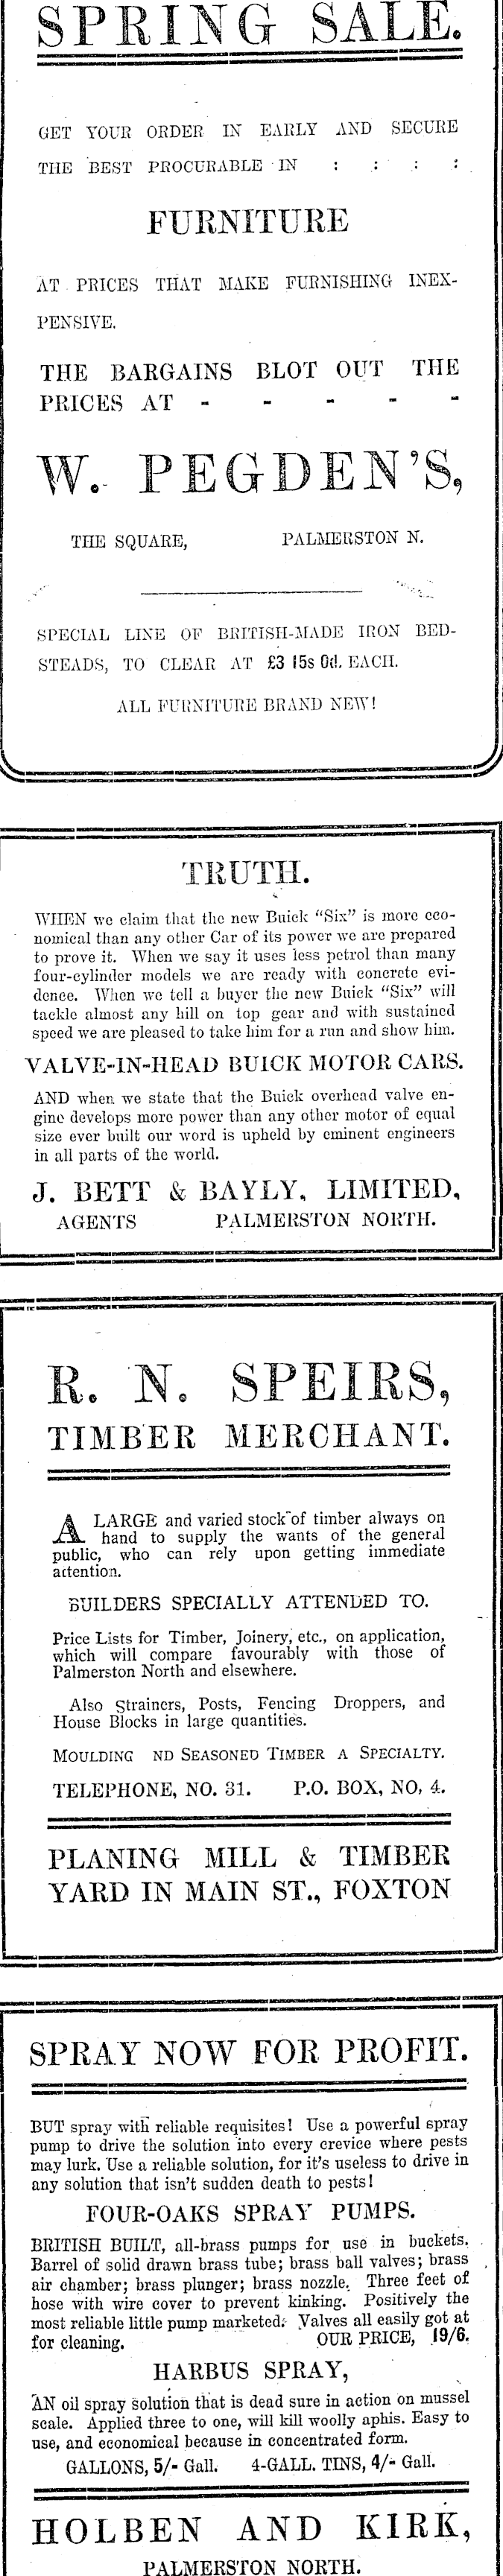 SPRING SALE.
GET YOUR ORDER IN EARLY AND SECURE
THE BEST PROCURABLE IN : : : :
FURNITURE
AT PRICES THAT MAKE FURNISHING INEX-
PENSIVE.
THE BARGAINS BLOT OUT THE
PRICES AT - - - - -
W. PEGDEN'S,
THE SQUARE, PALMERSTON N.
SPECIAL LINE OF BRITISH-MADE IRON BED-
STEADS, TO CLEAR AT £3 15s 0d. EACH.
ALL FURNITURE BRAND NEW!
TRUTH.
WHEN we claim that the new Buick "Six" is more eco-
nomical than any other Car of its power we are prepared
to prove it. When we say it uses less petrol than many
four-cylinder models we are ready with concrete evi-
dence. When we tell a buyer the new Buick "Six" will
tackle almost any hill on top gear and with sustained
speed we are pleased to take him for a run and show him.
VALVE-IN-HEAD BUICK MOTOR CARS.
AND when we state that the Buick overhead valve en-
gine develops more power than any other motor of equal
size ever built our word is upheld by eminent engineers
in all parts of the world.
J. BETT & BAYLY, LIMITED,
AGENTS PALMERSTON NORTH.
R. N. SPEIRS,
TIMBER MERCHANT.
A LARGE and varied stock of timber always on
hand to supply the wants of the general
public, who can rely upon getting immediate
attention.
BUILDERS SPECIALLY ATTENDED TO.
Price Lists for Timber, Joinery, etc., on application,
which will compare favourably with those of
Palmerston North and elsewhere.
Also Strainers, Posts, Fencing Droppers, and
House Blocks in large quantities.
MOULDING ND SEASONED TIMBER A SPECIALTY.
TELEPHONE, NO. 31. P.O. BOX, NO, 4.
PLANING MILL & TIMBER
YARD IN MAIN ST., FOXTON
SPRAY NOW FOR PROFIT.
BUT spray with reliable requisites! Use a powerful spray
pump to drive the solution into every crevice where pests
may lurk. Use a reliable solution, for it's useless to drive in
any solution that isn't sudden death to pests!
FOUR-OAKS SPRAY PUMPS.
BRITISH BUILT, all-brass pumps for use in buckets.
Barrel of solid drawn brass tube; brass ball valves; brass
air chamber; brass plunger; brass nozzle. Three feet of
hose with wire cover to prevent kinking. Positively the
most reliable little pump marketed. Valves all easily got at
for cleaning. OUR PRICE, 19/6.
HARBUS SPRAY,
AN oil spray solution that is dead sure in action on mussel
scale. Applied three to one, will kill woolly aphis. Easy to
use, and economical because in concentrated form.
GALLONS, 5/- Gall. 4-GALL. TINS, 4/- Gall.
HOLBEN AND KIRK,
PALMERSTON NORTH.